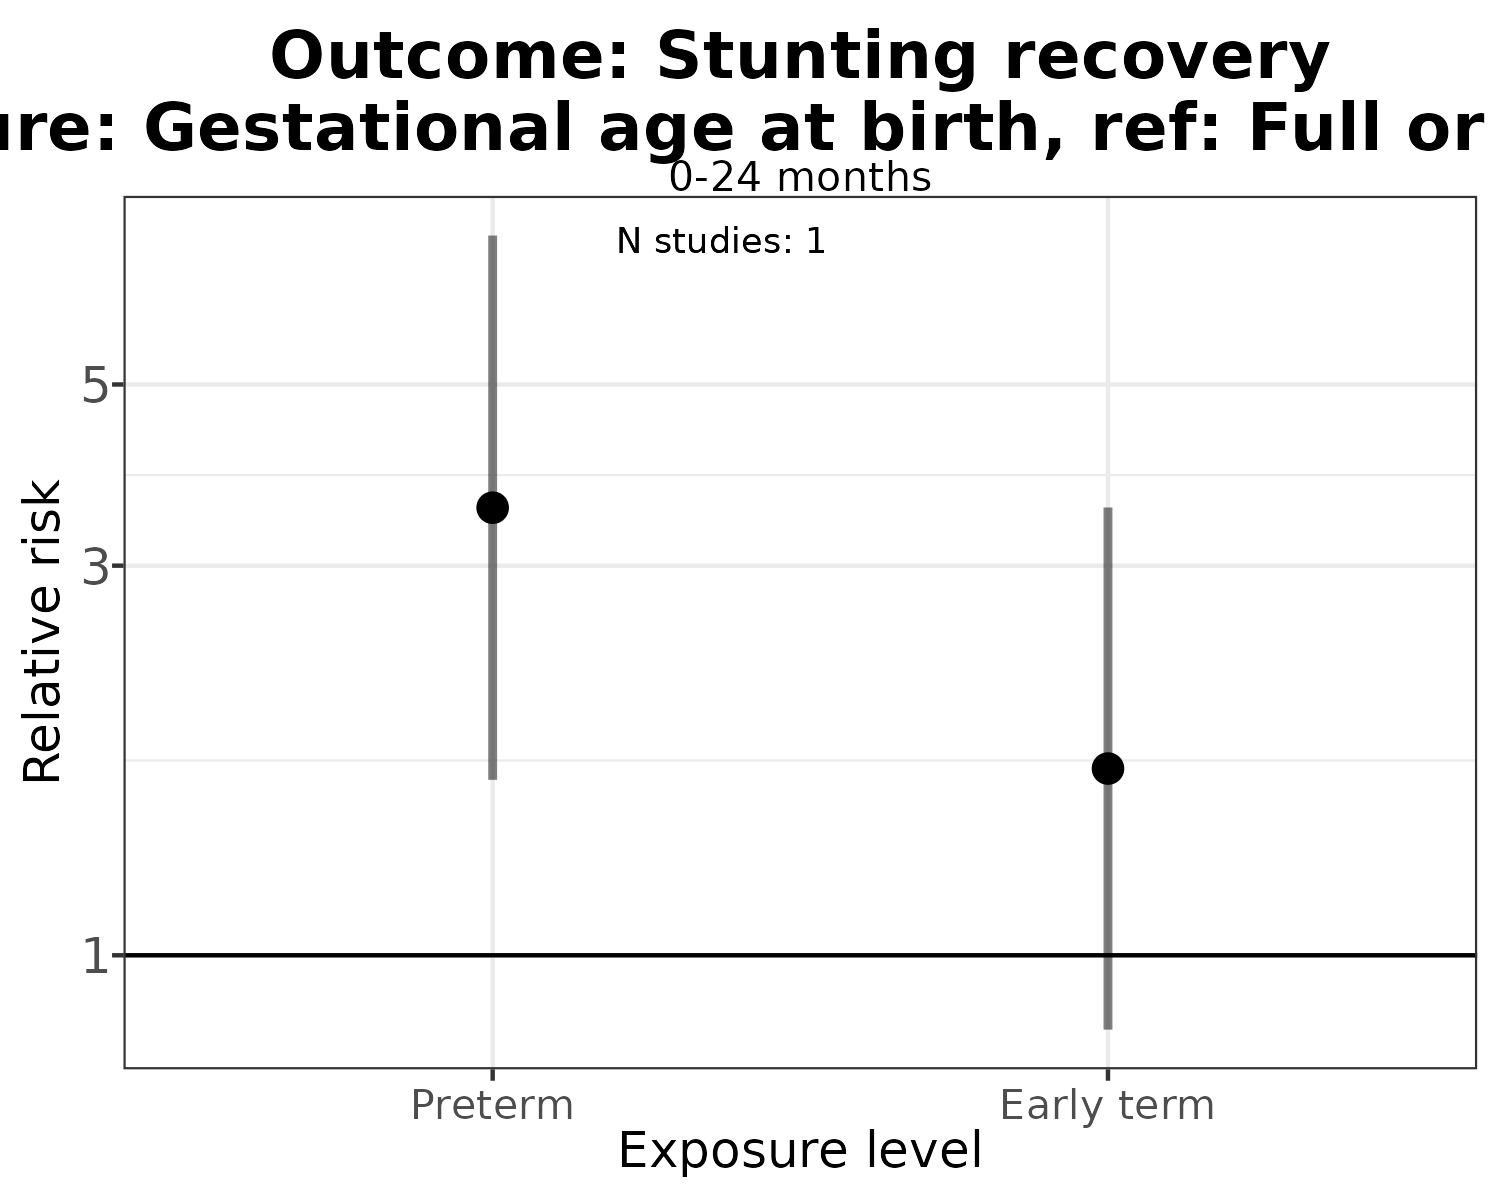 Outcome: Stunting recovery
ure: Gestational age at birth, ref: Full or
0-24 months
N studies: 1
5
3
1
Relative risk
Preterm Early term
Exposure level